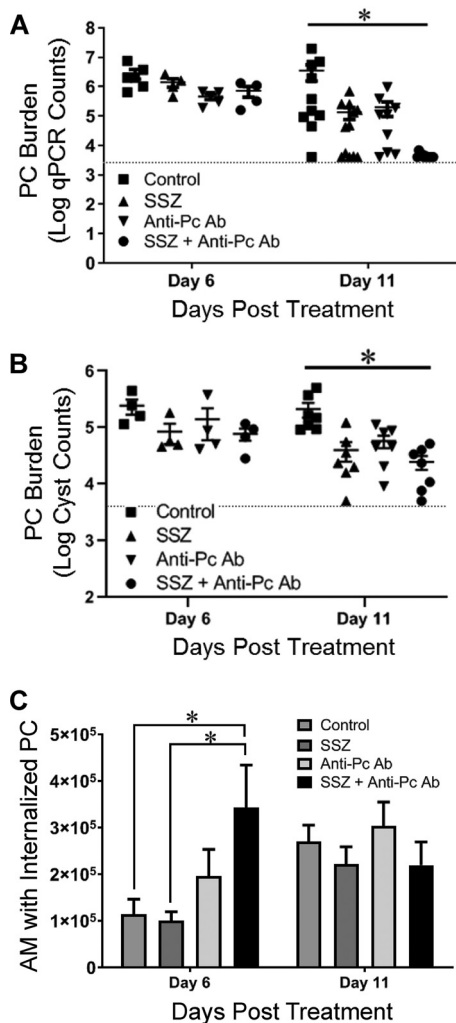 A
*
PC Burden
(Log qPCR Counts)
8
7
6
5
4
3
2
1
0
Control
SSZ
Anti-Pc Ab
SSZ + Anti-Pc Ab
Day 6
Day 11
Days Post Treatment
B
*
PC Burden
(Log Cyst Counts)
6
5
4
3
2
Control
SSZ
Anti-Pc Ab
SSZ + Anti-Pc Ab
Day 6
Day 11
Days Post Treatment
C
AM with Internalized PC
5×10⁵
4×10⁵
3×10⁵
2×10⁵
1×10⁵
0
*
*
Control
SSZ
Anti-Pc Ab
SSZ + Anti-Pc Ab
Day 6
Day 11
Days Post Treatment